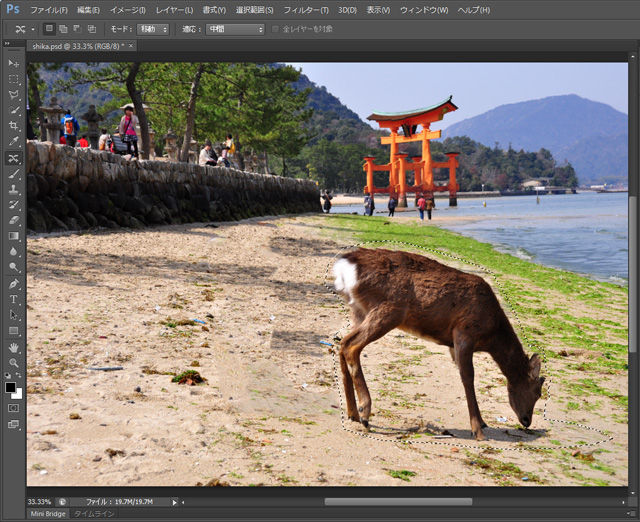 Ps ファイル(F) 編集(E) イメージ(I) レイヤー(L) 書式(Y) 選択範囲(S) フィルター(T) 3D(D) 表示(V) ウィンドウ(W) ヘルプ(H)
モード: 移動 適応: 中間 全レイヤーを対象
shika.psd @ 33.3% (RGB/8) * ×
T
33.33% ファイル : 19.7M/19.7M
Mini Bridge タイムライン